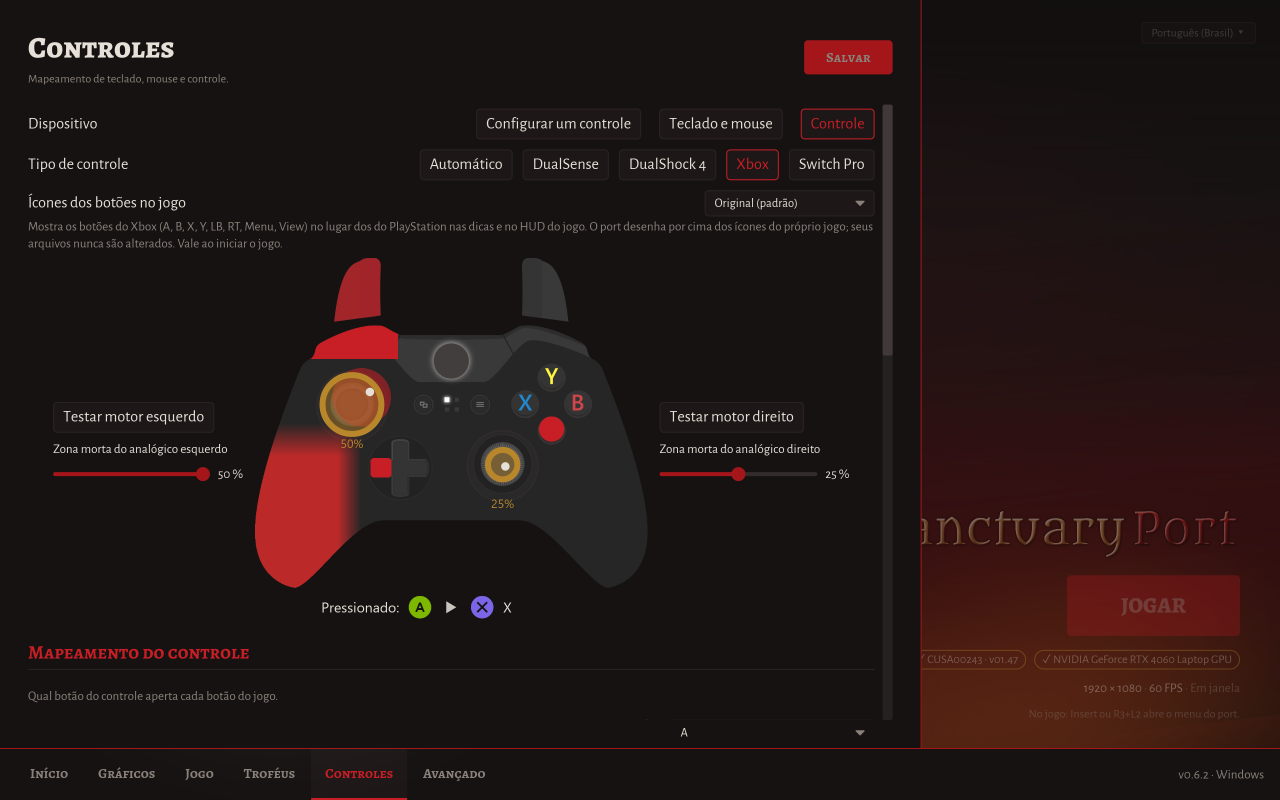 Controles
Mapeamento de teclado, mouse e controle.
Salvar
Português (Brasil)
Dispositivo
Configurar um controle
Teclado e mouse
Controle
Tipo de controle
Automático
DualSense
DualShock 4
Xbox
Switch Pro
Ícones dos botões no jogo
Original (padrão)
Mostra os botões do Xbox (A, B, X, Y, LB, RT, Menu, View) no lugar dos do PlayStation nas dicas e no HUD do jogo. O port desenha por cima dos ícones do próprio jogo; seus
arquivos nunca são alterados. Vale ao iniciar o jogo.
Y
X
B
Testar motor esquerdo
Zona morta do analógico esquerdo
50 %
50%
25%
Testar motor direito
Zona morta do analógico direito
25 %
Pressionado: A X
Mapeamento do controle
Qual botão do controle aperta cada botão do jogo.
A
anctuary Port
JOGAR
✓ CUSA00243 · v01.47
✓ NVIDIA GeForce RTX 4060 Laptop GPU
1920 × 1080 · 60 FPS · Em janela
No jogo: Insert ou R3+L2 abre o menu do port.
Início
Gráficos
Jogo
Troféus
Controles
Avançado
v0.6.2 · Windows